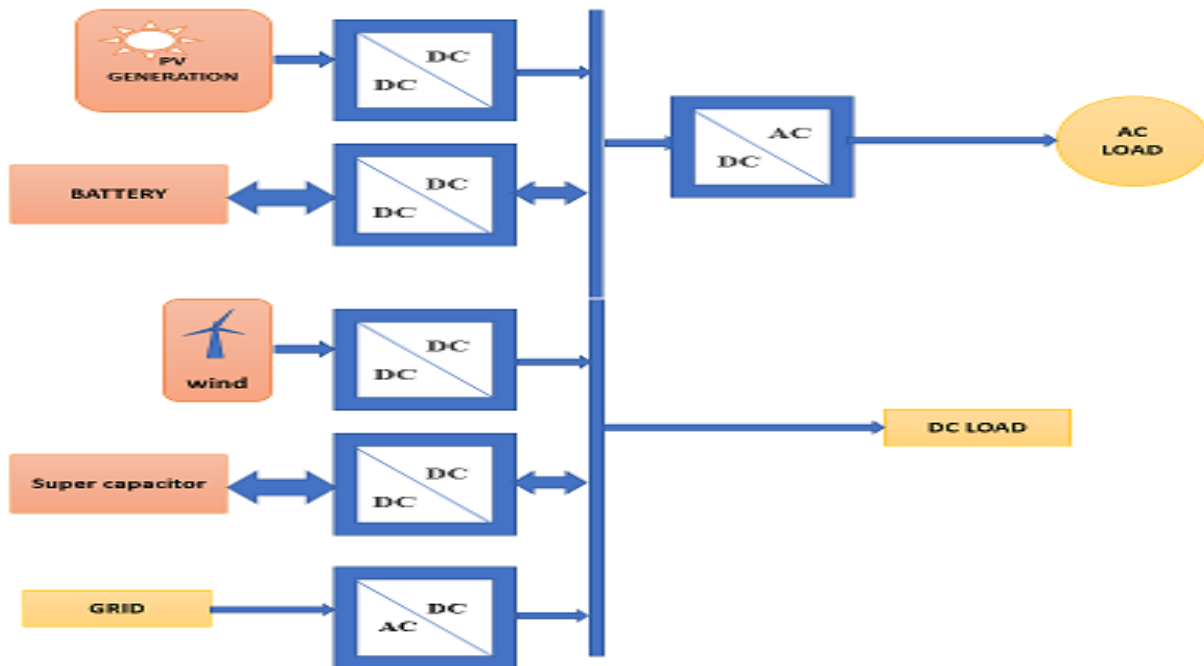 PV
GENERATION
DC
DC
BATTERY
DC
DC
AC
DC
AC
LOAD
wind
DC
DC
Super capacitor
DC
DC
DC LOAD
GRID
DC
AC